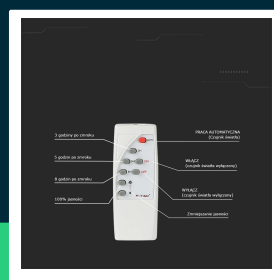 3 godziny po zmroku
5 godzin po zmroku
8 godzin po zmroku
100% jasności
PRACA AUTOMATYCZNA
(Czujnik światła)
WŁĄCZ
(czujnik światła wyłączony)
WYŁĄCZ
(czujnik światła wyłączony)
Zmniejszanie jasności